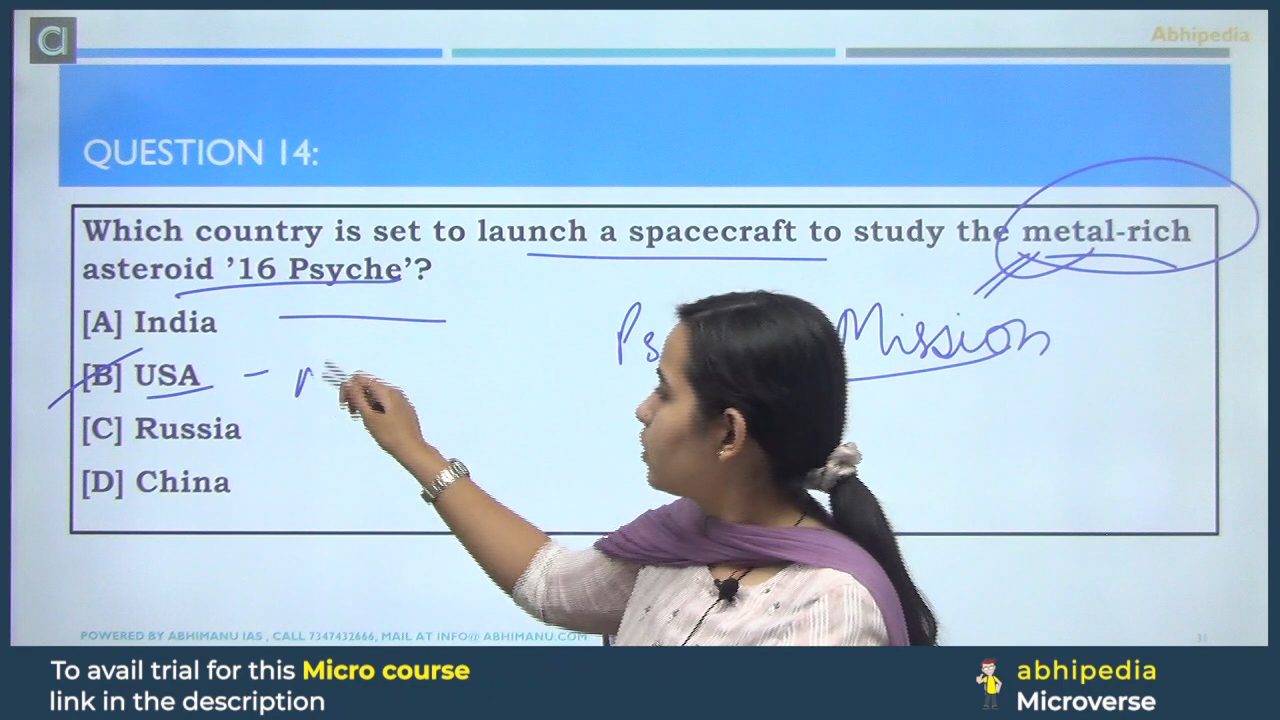 Abhipedia
QUESTION 14:
Which country is set to launch a spacecraft to study the metal-rich
asteroid ’16 Psyche’?
Mission
[A] India
[B] USA -
[C] Russia
[D] China
POWERED BY ABHIMANU IAS , CALL 7347432666, MAIL AT INFO@ ABHIMANU.COM
31
To avail trial for this Micro course
link in the description
abhipedia
Microverse